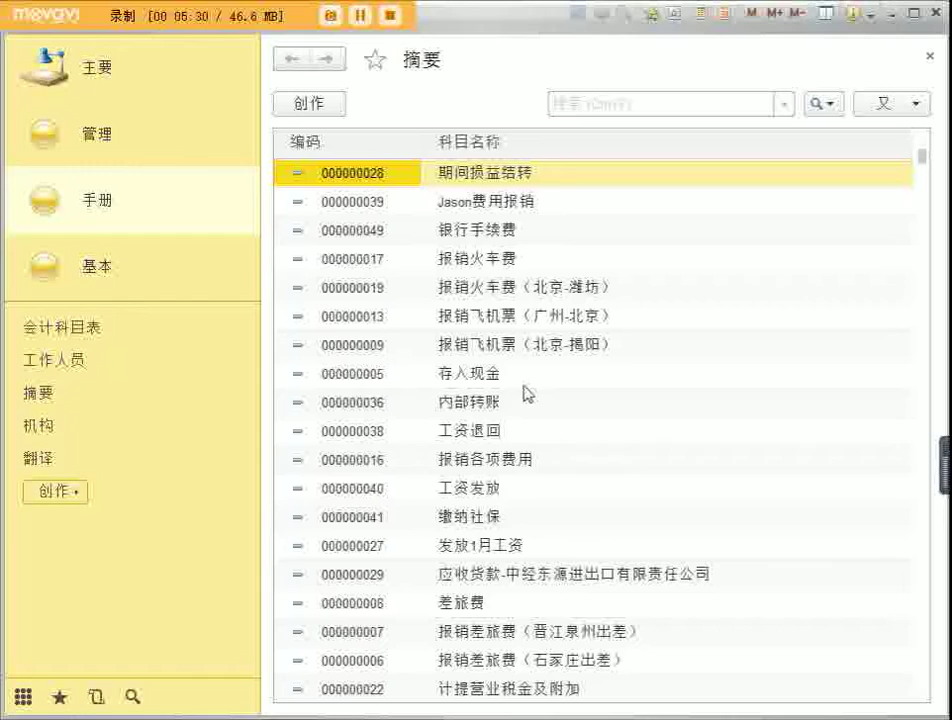 movavi 录制 [00 05:30 / 46.6 MB] M M+ M-
主要
管理
手册
基本
会计科目表
工作人员
摘要
机构
翻译
创作
摘要
创作
搜索 (Ctrl+F)
又
编码 科目名称
000000028 期间损益结转
000000039 Jason费用报销
000000049 银行手续费
000000017 报销火车费
000000019 报销火车费（北京-潍坊）
000000013 报销飞机票（广州-北京）
000000009 报销飞机票（北京-揭阳）
000000005 存入现金
000000036 内部转账
000000038 工资退回
000000016 报销各项费用
000000040 工资发放
000000041 缴纳社保
000000027 发放1月工资
000000029 应收货款-中经东源进出口有限责任公司
000000008 差旅费
000000007 报销差旅费（晋江泉州出差）
000000006 报销差旅费（石家庄出差）
000000022 计提营业税金及附加